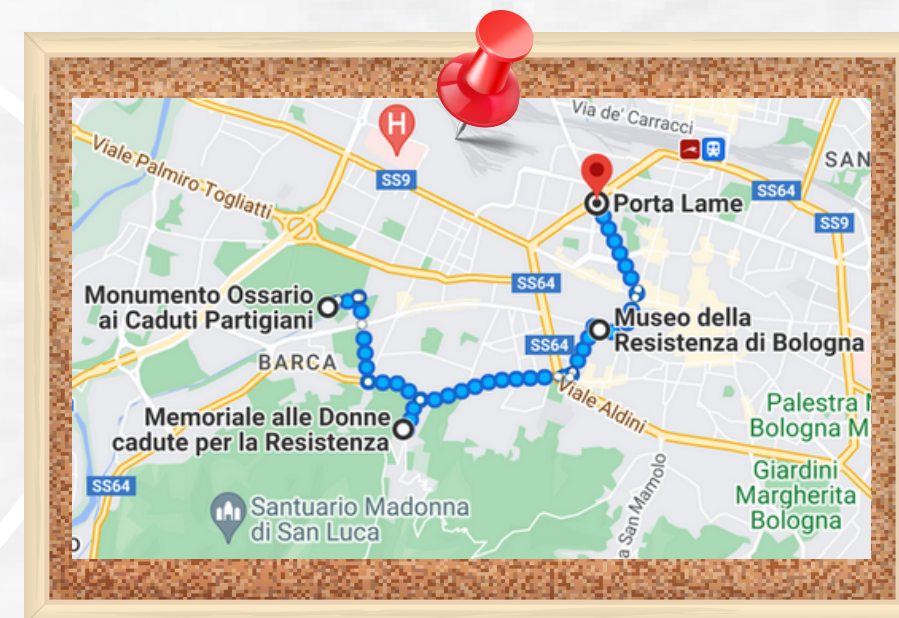 Via de' Carracci
H
Viale Palmiro Togliatti
SS9
SAN
SS64
Porta Lame
SS9
SS64
Monumento Ossario
ai Caduti Partigiani
Museo della
Resistenza di Bologna
SS64
BARCA
Viale Aldini
Memoriale alle Donne
cadute per la Resistenza
Palestra
Bologna M
SS64
Giardini
Margherita
Bologna
Santuario Madonna
di San Luca
a San Mamolo